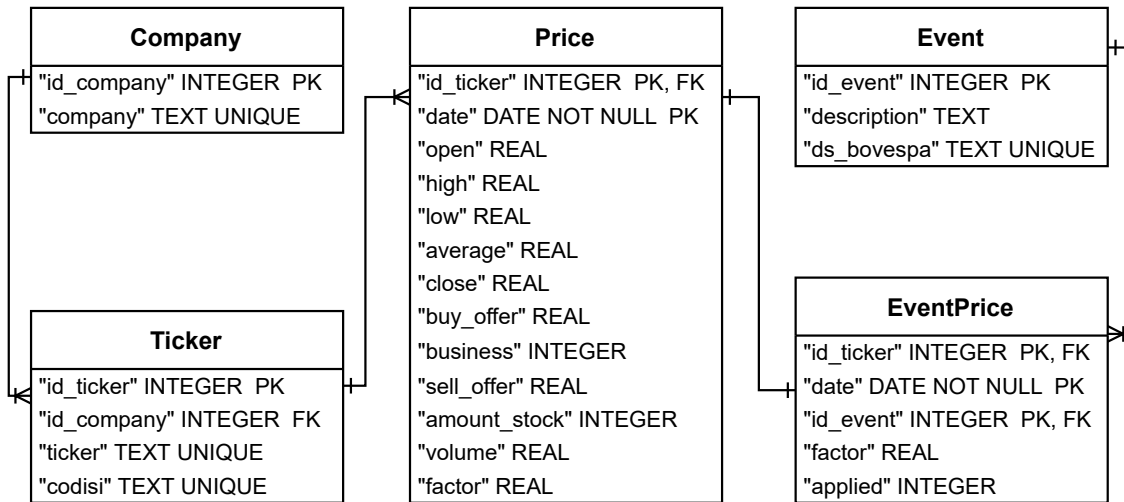 Company
"id_company" INTEGER  PK
"company" TEXT UNIQUE
Ticker
"id_ticker" INTEGER  PK
"id_company" INTEGER  FK
"ticker" TEXT UNIQUE
"codisi" TEXT UNIQUE
Price
"id_ticker" INTEGER  PK, FK
"date" DATE NOT NULL  PK
"open" REAL
"high" REAL
"low" REAL
"average" REAL
"close" REAL
"buy_offer" REAL
"business" INTEGER
"sell_offer" REAL
"amount_stock" INTEGER
"volume" REAL
"factor" REAL
Event
"id_event" INTEGER PK
"description" TEXT
"ds_bovespa" TEXT UNIQUE
EventPrice
"id_ticker" INTEGER  PK, FK
"date" DATE NOT NULL  PK
"id_event" INTEGER PK, FK
"factor" REAL
"applied" INTEGER